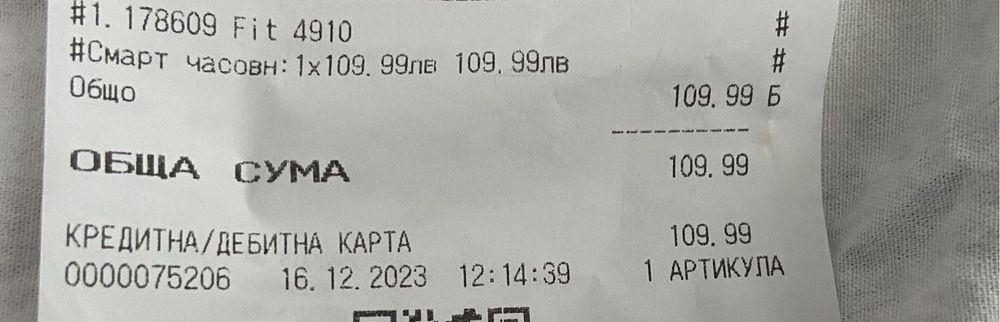 #1. 178609 Fit 4910 #
#Смарт часовн: 1x109.99лв 109.99лв #
Общо 109.99 Б
ОБЩА СУМА 109.99
КРЕДИТНА/ДЕБИТНА КАРТА 109.99
0000075206 16.12.2023 12:14:39 1 АРТИКУЛА